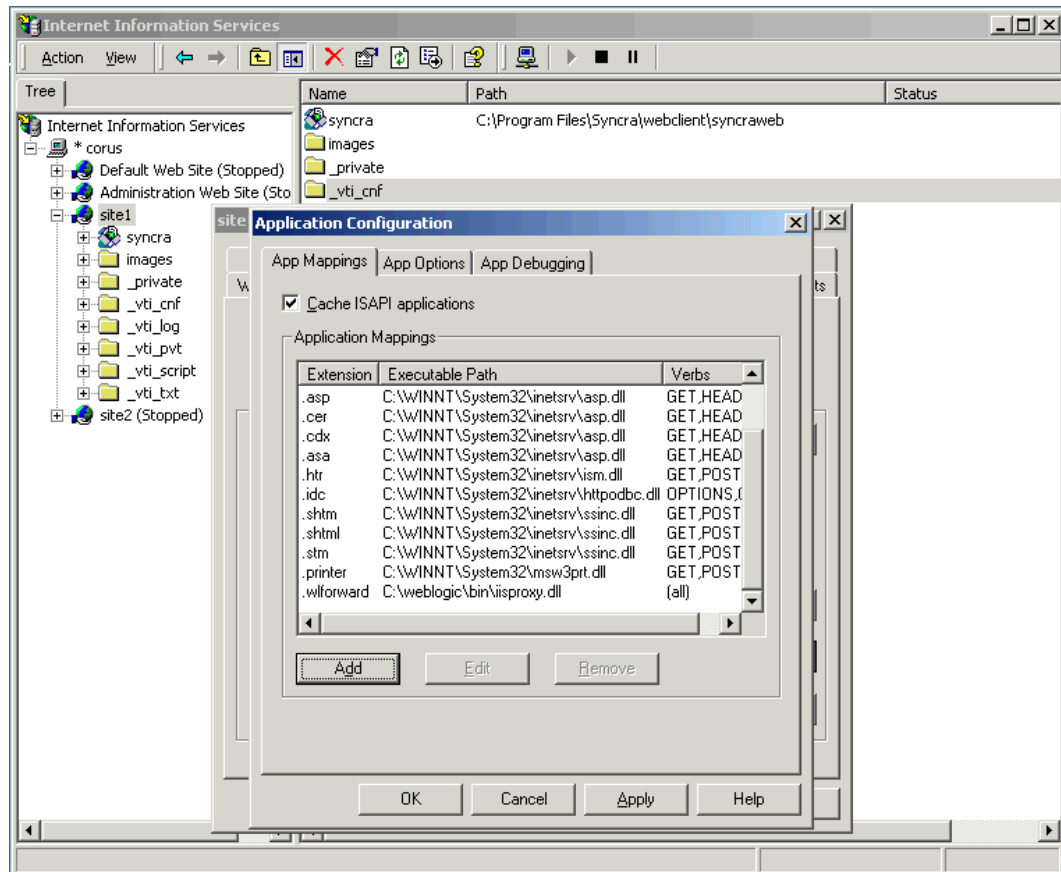 Internet Information Services
Action View
Tree
Name Path Status
Internet Information Services
* corus
Default Web Site (Stopped)
Administration Web Site (Sto
site1
syncra
images
_private
_vti_cnf
_vti_log
_vti_pvt
_vti_script
_vti_txt
site2 (Stopped)
syncra C:\Program Files\Syncra\webclient\syncraweb
images
_private
_vti_cnf
site
W
ts
Application Configuration
App Mappings App Options App Debugging
Cache ISAPI applications
Application Mappings
Extension Executable Path Verbs
.asp C:\WINNT\System32\inetsrv\asp.dll GET,HEAD
.cer C:\WINNT\System32\inetsrv\asp.dll GET,HEAD
.cdx C:\WINNT\System32\inetsrv\asp.dll GET,HEAD
.asa C:\WINNT\System32\inetsrv\asp.dll GET,HEAD
.htr C:\WINNT\System32\inetsrv\ism.dll GET,POST
.idc C:\WINNT\System32\inetsrv\httpodbc.dll OPTIONS,(
.shtm C:\WINNT\System32\inetsrv\ssinc.dll GET,POST
.shtml C:\WINNT\System32\inetsrv\ssinc.dll GET,POST
.stm C:\WINNT\System32\inetsrv\ssinc.dll GET,POST
.printer C:\WINNT\System32\msw3prt.dll GET,POST
.wlforward C:\weblogic\bin\iisproxy.dll (all)
Add Edit Remove
OK Cancel Apply Help